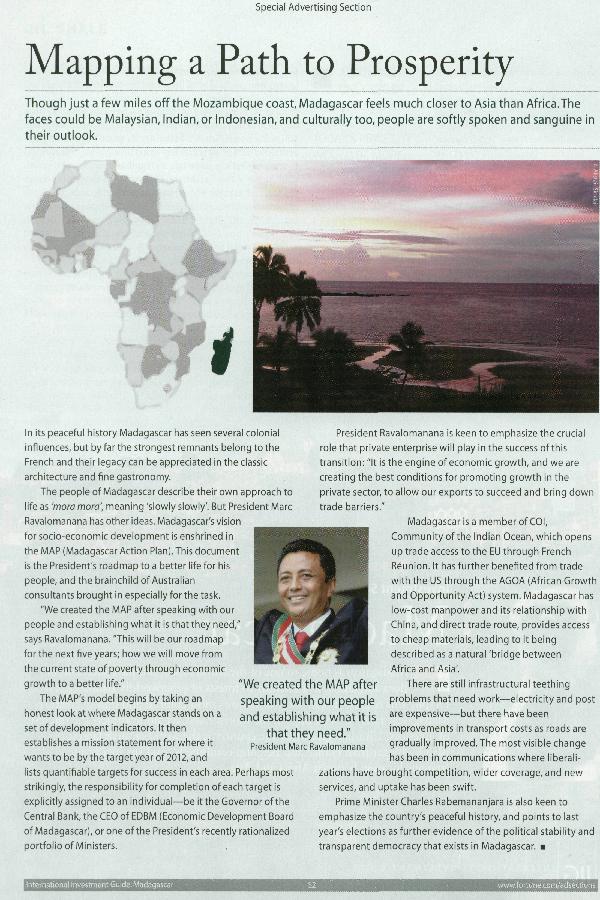 Special Advertising Section
Mapping a Path to Prosperity
Though just a few miles off the Mozambique coast, Madagascar feels much closer to Asia than Africa. The
faces could be Malaysian, Indian, or Indonesian, and culturally too, people are softly spoken and sanguine in
their outlook.
In its peaceful history Madagascar has seen several colonial
influences, but by far the strongest remnants belong to the
French and their legacy can be appreciated in the classic
architecture and fine gastronomy.
The people of Madagascar describe their own approach to
life as 'mora mora', meaning 'slowly slowly'. But President Marc
Ravalomanana has other ideas. Madagascar's vision
for socio-economic development is enshrined in
the MAP (Madagascar Action Plan). This document
is the President's roadmap to a better life for his
people, and the brainchild of Australian
consultants brought in especially for the task.
"We created the MAP after speaking with our
people and establishing what it is that they need,"
says Ravalomanana. "This will be our roadmap
for the next five years; how we will move from
the current state of poverty through economic
growth to a better life."
The MAP's model begins by taking an
honest look at where Madagascar stands on a
set of development indicators. It then
establishes a mission statement for where it
wants to be by the target year of 2012, and
lists quantifiable targets for success in each area. Perhaps most
strikingly, the responsibility for completion of each target is
explicitly assigned to an individual—be it the Governor of the
Central Bank, the CEO of EDBM (Economic Development Board
of Madagascar), or one of the President's recently rationalized
portfolio of Ministers.
"We created the MAP after
speaking with our people
and establishing what it is
that they need."
President Marc Ravalomanana
President Ravalomanana is keen to emphasize the crucial
role that private enterprise will play in the success of this
transition: "It is the engine of economic growth, and we are
creating the best conditions for promoting growth in the
private sector, to allow our exports to succeed and bring down
trade barriers."
Madagascar is a member of COI,
Community of the Indian Ocean, which opens
up trade access to the EU through French
Réunion. It has further benefited from trade
with the US through the AGOA (African Growth
and Opportunity Act) system. Madagascar has
low-cost manpower and its relationship with
China, and direct trade route, provides access
to cheap materials, leading to it being
described as a natural 'bridge between
Africa and Asia'.
There are still infrastructural teething
problems that need work—electricity and post
are expensive—but there have been
improvements in transport costs as roads are
gradually improved. The most visible change
has been in communications where liberali-
zations have brought competition, wider coverage, and new
services, and uptake has been swift.
Prime Minister Charles Rabemananjara is also keen to
emphasize the country's peaceful history, and points to last
year's elections as further evidence of the political stability and
transparent democracy that exists in Madagascar. ■
International Investment Guide: Madagascar
S2
www.fortune.com/adsections